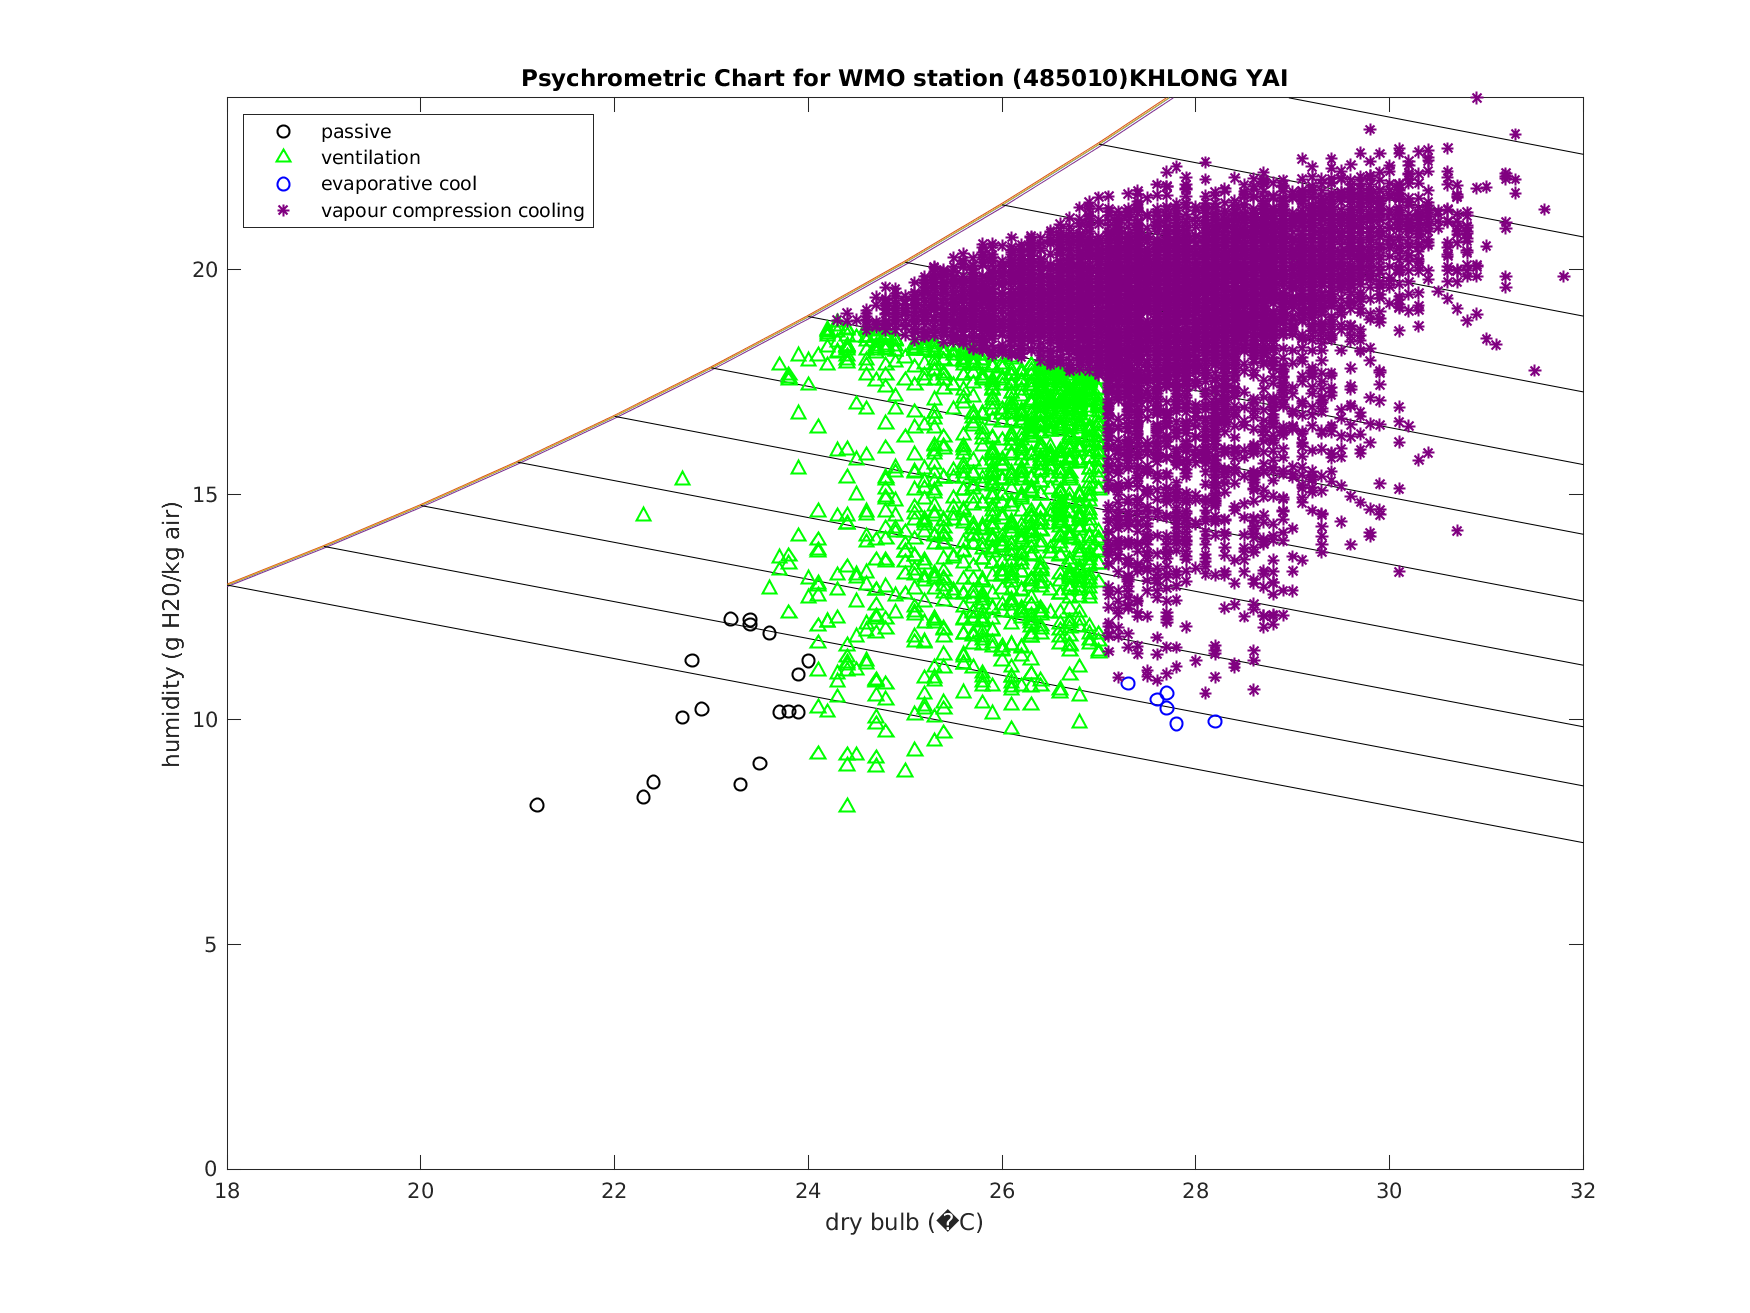 Psychrometric Chart for WMO station (485010)KHLONG YAI
passive
ventilation
evaporative cool
vapour compression cooling
humidity (g H20/kg air)
20
15
10
5
0
18 20 22 24 26 28 30 32
dry bulb (�C)